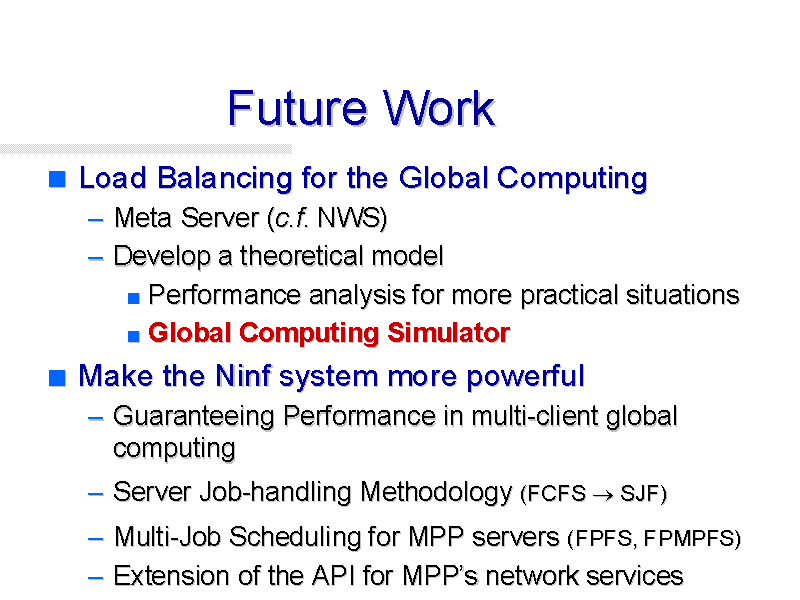 Future Work
Load Balancing for the Global Computing
– Meta Server (c.f. NWS)
– Develop a theoretical model
Performance analysis for more practical situations
Global Computing Simulator
Make the Ninf system more powerful
– Guaranteeing Performance in multi-client global
computing
– Server Job-handling Methodology (FCFS → SJF)
– Multi-Job Scheduling for MPP servers (FPFS, FPMPFS)
– Extension of the API for MPP’s network services